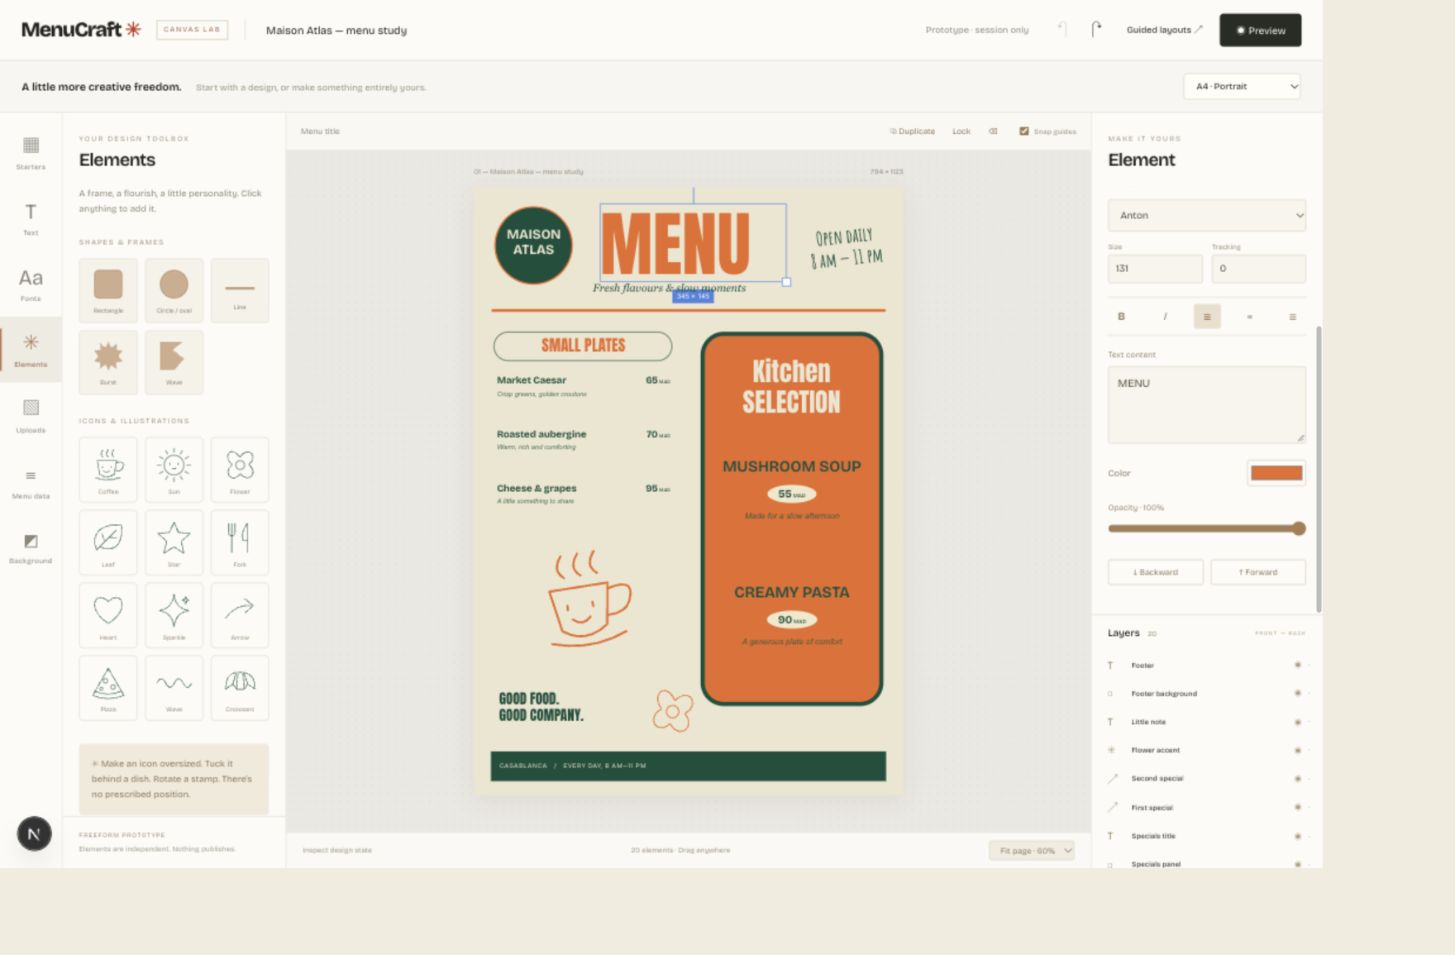 MenuCraft
CANVAS LAB
Maison Atlas — menu study
Prototype · session only
Guided layouts
Preview
A little more creative freedom.
Start with a design, or make something entirely yours.
A4 · Portrait
Starters
Text
Aa
Fonts
Elements
Uploads
Menu data
Background
YOUR DESIGN TOOLBOX
Elements
A frame, a flourish, a little personality. Click
anything to add it.
SHAPES & FRAMES
Rectangle
Circle / oval
Line
Burst
Wave
ICONS & ILLUSTRATIONS
Coffee
Sun
Flower
Leaf
Star
Fork
Heart
Sparkle
Arrow
Pizza
Wave
Croissant
Make an icon oversized. Tuck it
behind a dish. Rotate a stamp. There's
no prescribed position.
FREEFORM PROTOTYPE
Elements are independent. Nothing publishes.
N
Menu title
Duplicate
Lock
Snap guides
01 — Maison Atlas — menu study
794 × 1123
MAISON
ATLAS
MENU
OPEN DAILY
8 AM — 11 PM
Fresh flavours & slow moments
345 × 145
SMALL PLATES
Market Caesar
65 MAD
Crisp greens, golden croutons
Roasted aubergine
70 MAD
Warm, rich and comforting
Cheese & grapes
95 MAD
A little something to share
Kitchen
SELECTION
MUSHROOM SOUP
55 MAD
Made for a slow afternoon
CREAMY PASTA
90 MAD
A generous plate of comfort
GOOD FOOD.
GOOD COMPANY.
CASABLANCA / EVERY DAY, 8 AM—11 PM
Inspect design state
20 elements · Drag anywhere
Fit page · 60%
MAKE IT YOURS
Element
Anton
Size
Tracking
131
0
B
I
Text content
MENU
Color
Opacity · 100%
↓ Backward
↑ Forward
Layers 20
FRONT → BACK
T Footer
Footer background
T Little note
Flower accent
Second special
First special
T Specials title
Specials panel